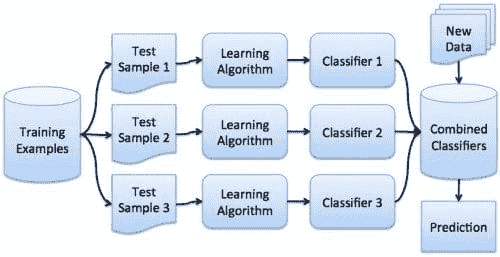 Training
Examples
Test
Sample 1
Learning
Algorithm
Classifier 1
Test
Sample 2
Learning
Algorithm
Classifier 2
Test
Sample 3
Learning
Algorithm
Classifier 3
New
Data
Combined
Classifiers
Prediction